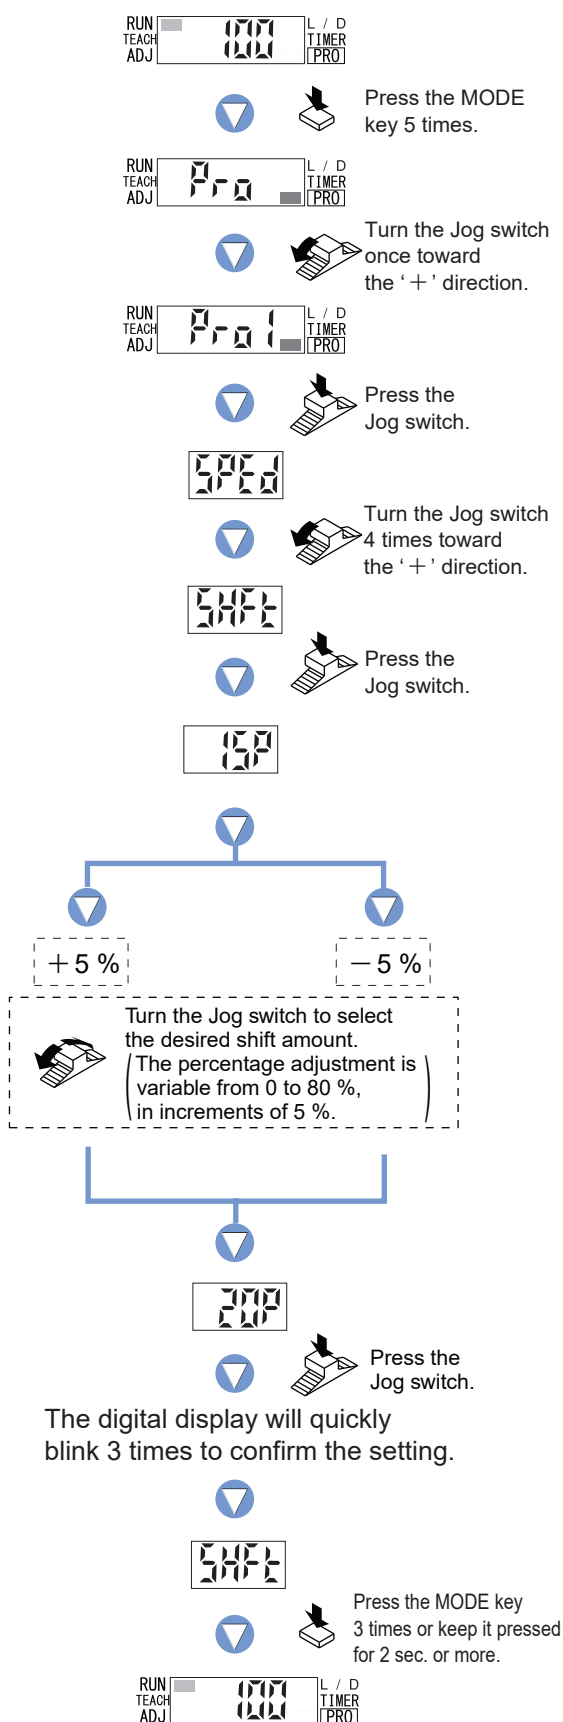 RUN
TEACH
ADJ
100
L / D
TIMER
PRO
Press the MODE
key 5 times.
RUN
TEACH
ADJ
Pro
L / D
TIMER
PRO
Turn the Jog switch
once toward
the ‘＋’ direction.
RUN
TEACH
ADJ
Pro1
L / D
TIMER
PRO
Press the
Jog switch.
SPEd
Turn the Jog switch
4 times toward
the ‘＋’ direction.
SHFt
Press the
Jog switch.
15P
＋5 %
－5 %
Turn the Jog switch to select
the desired shift amount.
(The percentage adjustment is
variable from 0 to 80 %,
in increments of 5 %.)
20P
Press the
Jog switch.
The digital display will quickly
blink 3 times to confirm the setting.
SHFt
Press the MODE key
3 times or keep it pressed
for 2 sec. or more.
RUN
TEACH
ADJ
100
L / D
TIMER
PRO